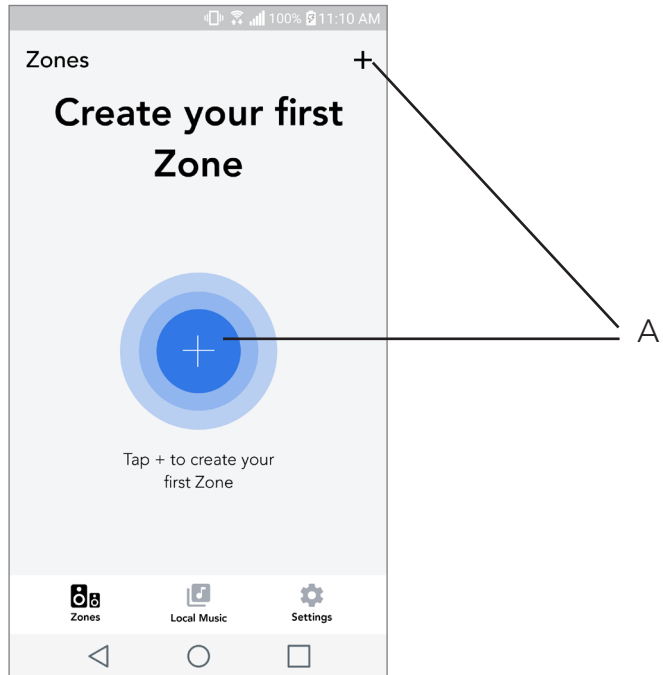 100% 11:10 AM
Zones +
Create your first
Zone
A
Tap + to create your
first Zone
Zones Local Music Settings